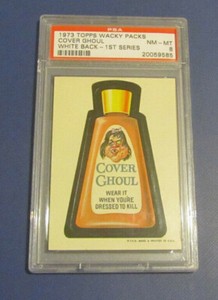 PSA
1973 TOPPS WACKY PACKS
COVER GHOUL NM - MT
WHITE BACK - 1ST SERIES 8
20059585
COVER
GHOUL
WEAR IT
WHEN YOU'RE
DRESSED TO KILL